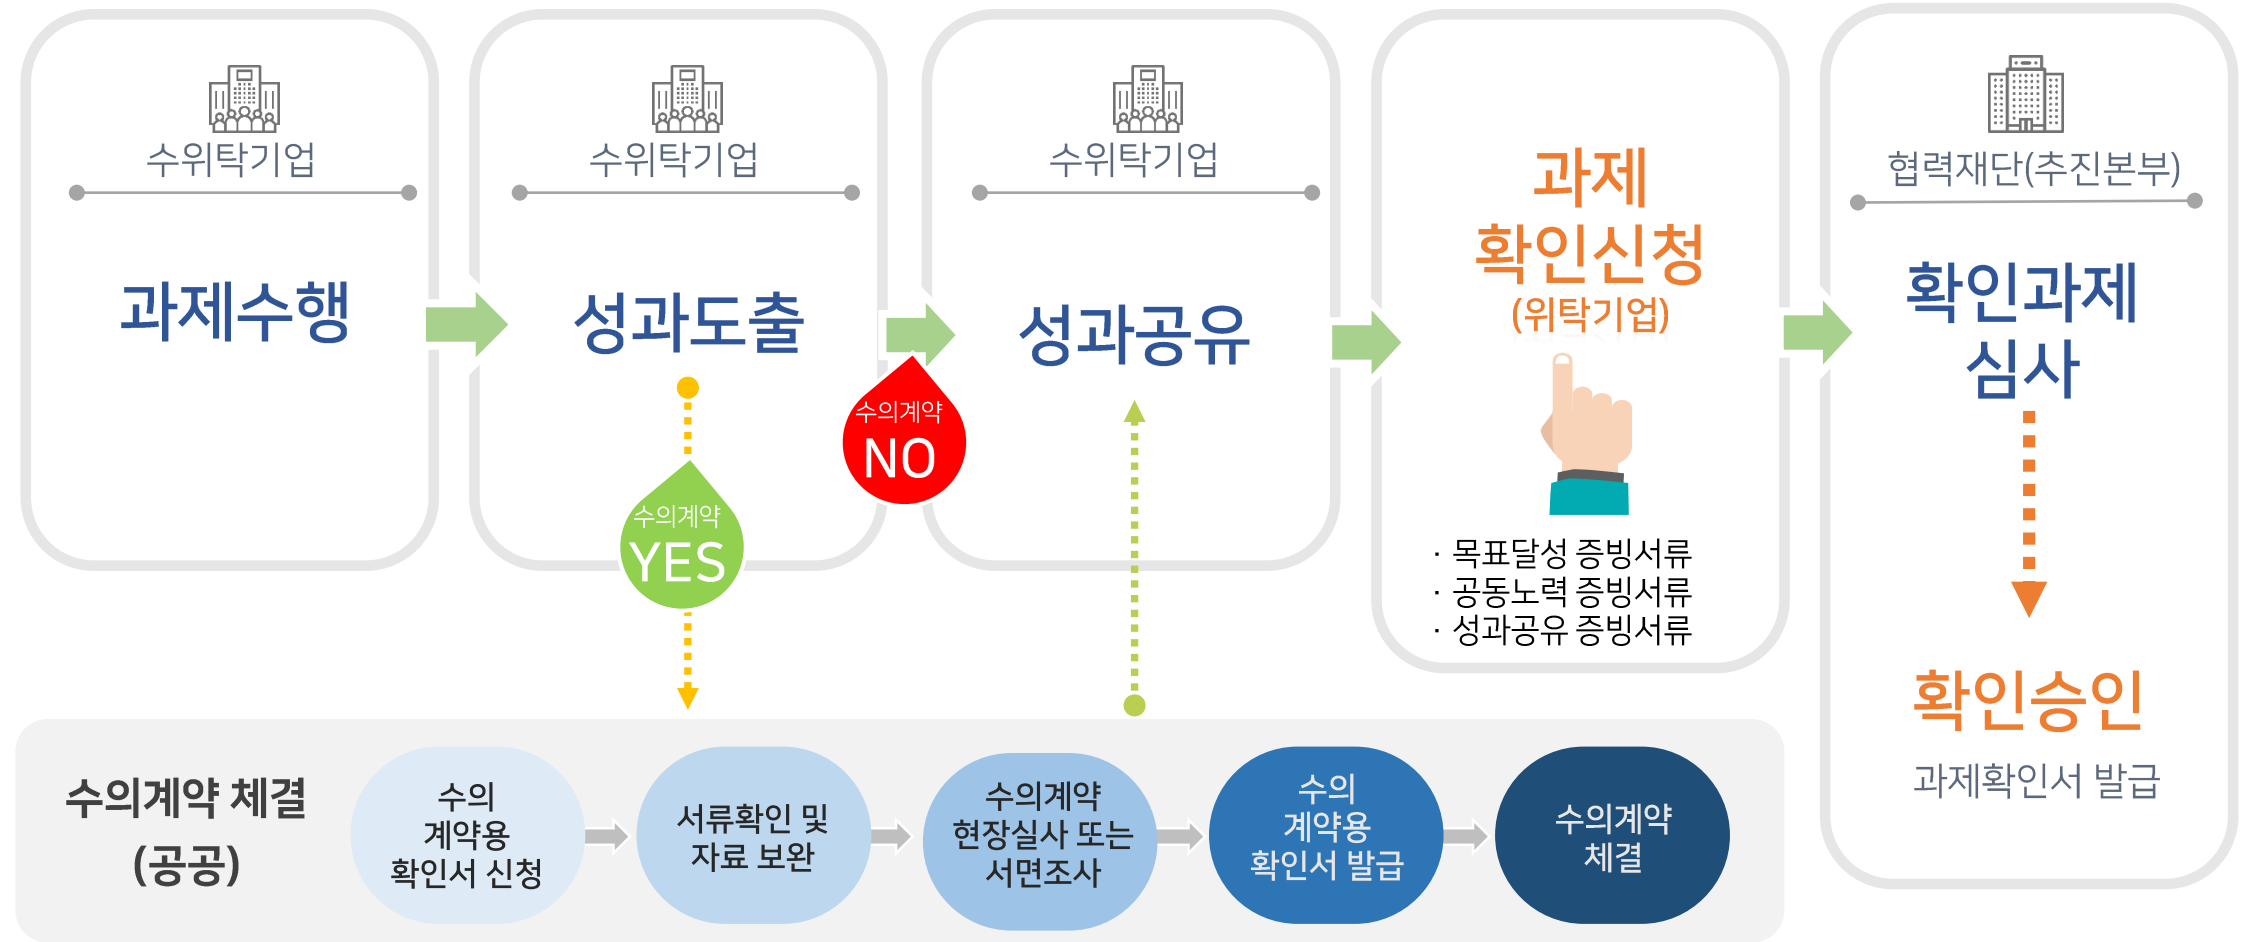 수위탁기업
과제수행
수위탁기업
성과도출
수의계약
YES
수의계약
NO
수위탁기업
성과공유
과제
확인신청
(위탁기업)
· 목표달성 증빙서류
· 공동노력 증빙서류
· 성과공유 증빙서류
협력재단(추진본부)
확인과제
심사
확인승인
과제확인서 발급
수의계약 체결
(공공)
수의
계약용
확인서 신청
서류확인 및
자료 보완
수의계약
현장실사 또는
서면조사
수의
계약용
확인서 발급
수의계약
체결